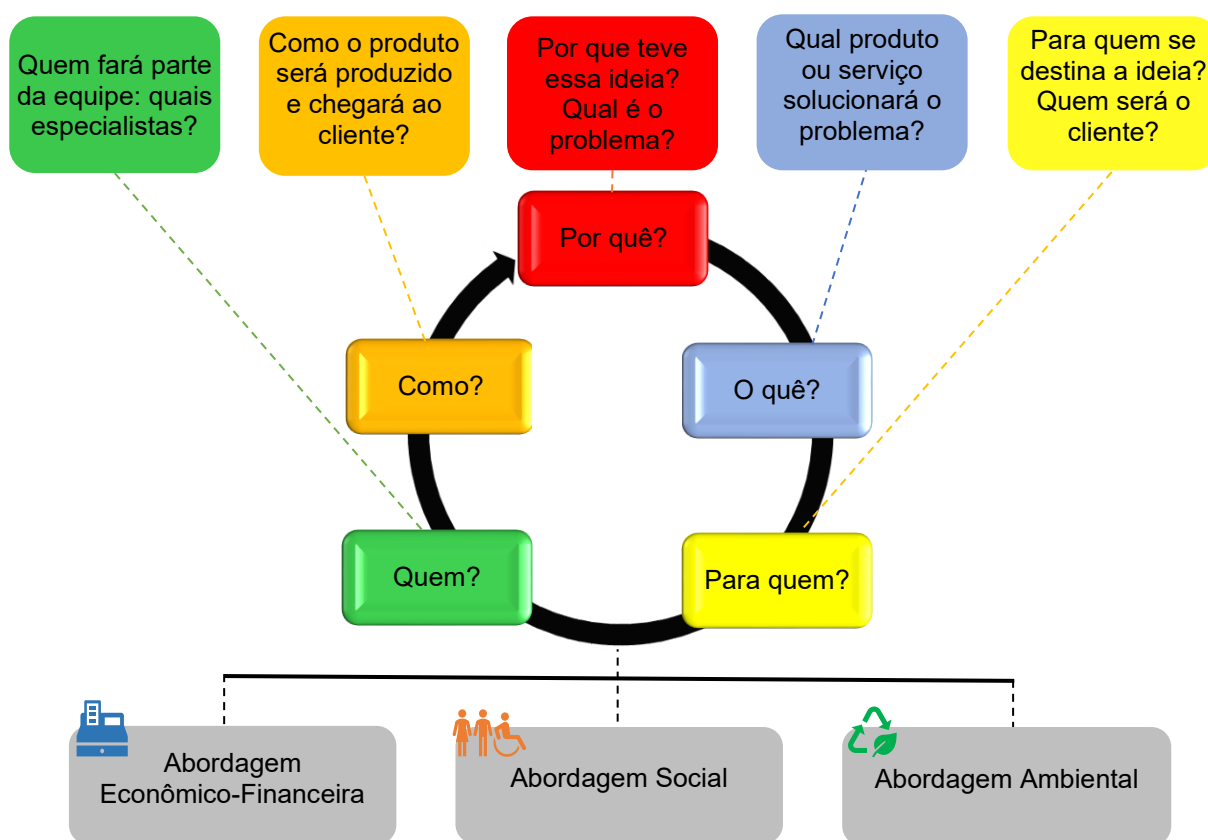 Quem fará parte
da equipe: quais
especialistas?
Como o produto
será produzido
e chegará ao
cliente?
Por que teve
essa ideia?
Qual é o
problema?
Qual produto
ou serviço
solucionará o
problema?
Para quem se
destina a ideia?
Quem será o
cliente?
Por quê?
Como?
O quê?
Quem?
Para quem?
Abordagem
Econômico-Financeira
Abordagem Social
Abordagem Ambiental